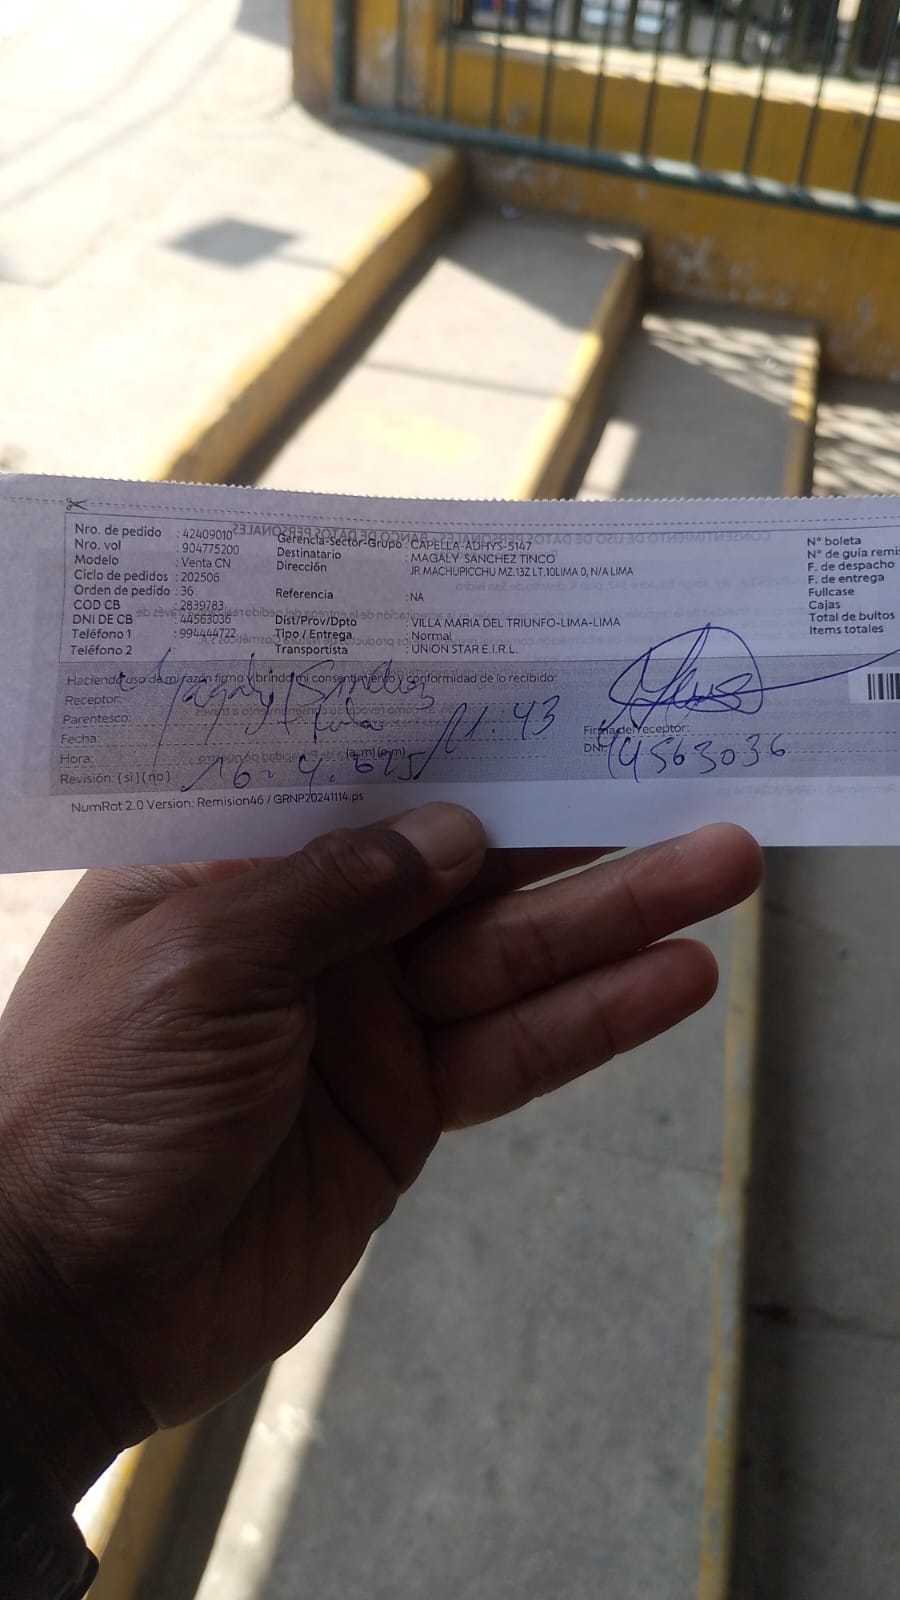 Nro. de pedido : 42409010
Nro. vol : 904775200
Modelo : Venta CN
Ciclo de pedidos : 202506
Orden de pedido : 36
COD CB : 2839783
DNI DE CB : 44563036
Teléfono 1 : 994444722
Teléfono 2 :
Gerencia-Sector-Grupo : CAPELLA-ADHYS-5147
Destinatario : MAGALY SANCHEZ TINCO
Dirección JR.MACHUPICCHU MZ.13Z LT.10LIMA 0, N/A LIMA
Referencia : NA
Dist/Prov/Dpto : VILLA MARIA DEL TRIUNFO-LIMA-LIMA
Tipo / Entrega : Normal
Transportista : UNION STAR E.I.R.L.
N° boleta
N° de guía remis
F. de despacho
F. de entrega
Fullcase
Cajas
Total de bultos
Items totales
Haciendo uso de mi razón firmo y brindo mi consentimiento y conformidad de lo recibido:
Receptor:
Parentesco:
Fecha: 11.43
Hora: (a.m) (p.m)
Revisión: (si) (no)
Firma del receptor:
DNI 44563036
NumRot 2.0 Version: Remision46 / GRNP20241114.ps